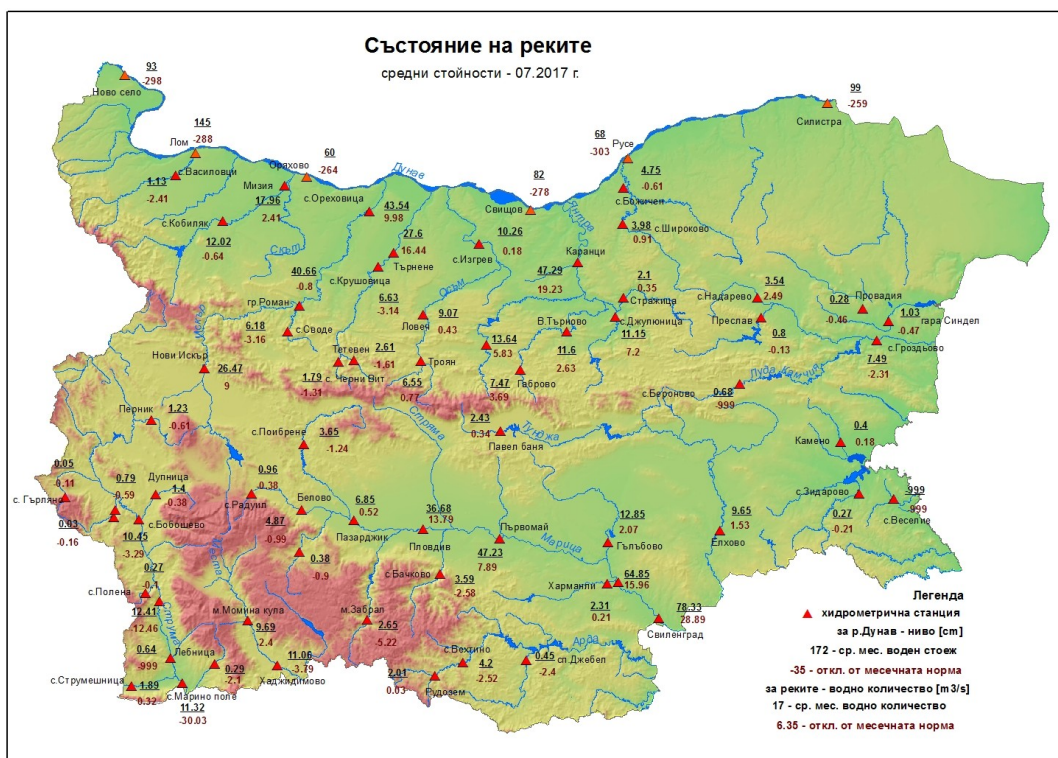 Състояние на реките
средни стойности - 07.2017 г.
93
-298
Ново село
99
-259
Силистра
145
-288
Лом
с.Василовци
1.13
-2.41
60
-264
Оряхово
Мизия
17.96
2.41
с.Ореховица
43.54
9.98
Дунав
82
-278
Свищов
68
-303
Русе
4.75
-0.61
с.Божичен
3.98
0.91
с.Широково
Янтра
с.Кобиляк
12.02
-0.64
Скът
27.6
16.44
Търнене
с.Крушовица
10.26
0.18
с.Изгрев
Каранци
47.29
19.23
40.66
-0.8
гр.Роман
6.63
-3.14
Осъм
9.07
0.43
Ловеч
2.1
0.35
Стражица
с.Джулюница
11.15
7.2
с.Надарево
3.54
2.49
Преслав
0.8
-0.13
0.28
-0.46
Провадия
1.03
-0.47
гара Синдел
с.Гроздьово
7.49
-2.31
Искър
6.18
-3.16
с.Своде
В.Търново
11.6
2.63
13.64
5.83
Нови Искър
26.47
9
Тетевен
2.61
-1.61
с. Черни Вит
1.79
-1.31
Троян
6.55
0.77
7.47
3.69
Габрово
Луда Камчия
с.Бероново
0.68
-999
Перник
1.23
-0.61
с.Поибрене
3.65
-1.24
Стряма
2.43
0.34
Павел баня
Тунджа
Камено
0.4
0.18
0.05
0.11
с. Гърляно
0.03
-0.16
0.79
-0.59
Дупница
1.4
0.38
с.Бобошево
10.45
-3.29
0.96
-0.38
с.Радуил
Белово
4.87
-0.99
6.85
0.52
Пазарджик
36.68
13.79
Пловдив
Първомай
47.23
7.89
Марица
12.85
2.07
Гълъбово
9.65
1.53
Елхово
с.Зидарово
0.27
-0.21
-999
-999
с.Веселие
0.27
-0.1
с.Полена
12.41
-12.46
Струма
Места
0.38
-0.9
с.Бачково
3.59
-2.58
Харманли
2.31
0.21
64.85
15.96
78.33
28.89
Свиленград
м.Момина кула
9.69
2.4
м.Забрал
2.65
-5.22
0.64
-999
Лебница
0.29
-2.1
11.06
-3.79
Хаджидимово
с.Струмешница
1.89
0.32
с.Марино поле
11.32
-30.03
2.01
0.03
Рудозем
с.Вехтино
4.2
-2.52
Арда
0.45
-2.4
сп.Джебел
Легенда
хидрометрична станция
за р.Дунав - ниво [cm]
172 - ср. мес. воден стоеж
-35 - откл. от месечната норма
за реките - водно количество [m3/s]
17 - ср. мес. водно количество
6.35 - откл. от месечната норма